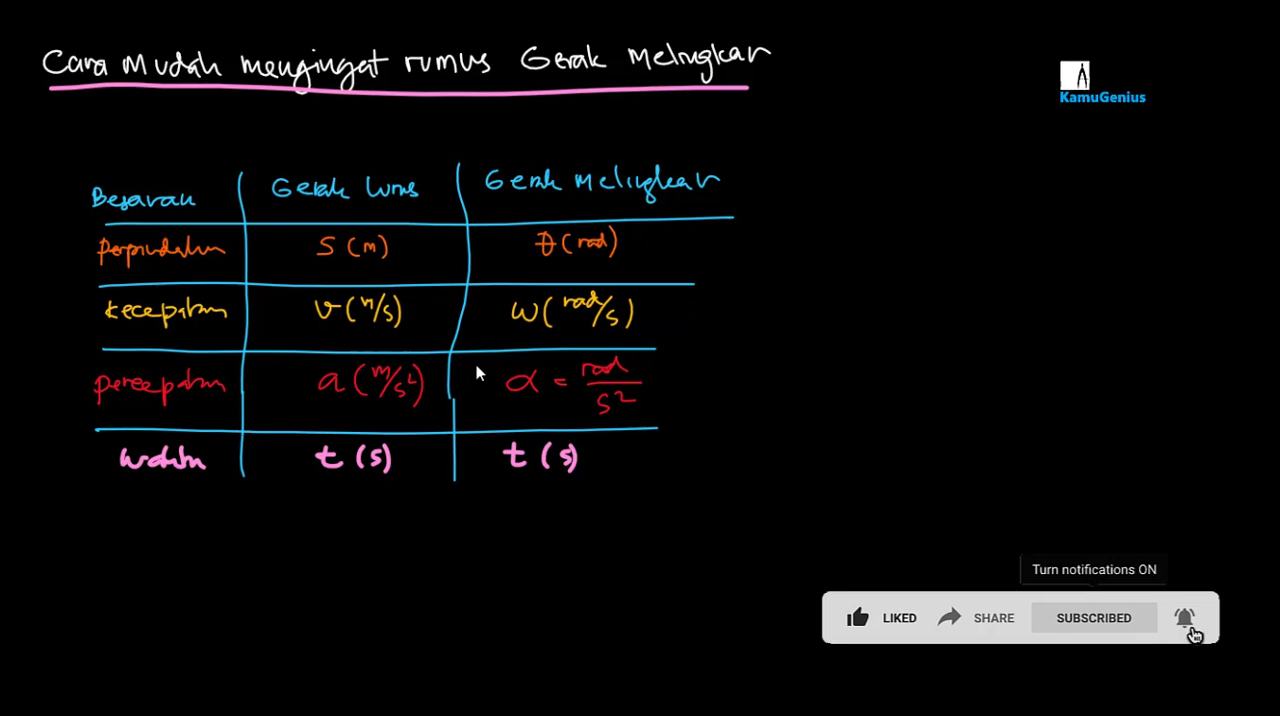 Cara Mudah mengingat rumus Gerak Melingkar
KamuGenius
Besaran Gerak lurus Gerak Melingkar
perpindahan S (m) θ (rad)
kecepatan v (m/s) ω (rad/s)
percepatan a (m/s²) α = rad/s²
waktu t (s) t (s)
Turn notifications ON
LIKED SHARE SUBSCRIBED